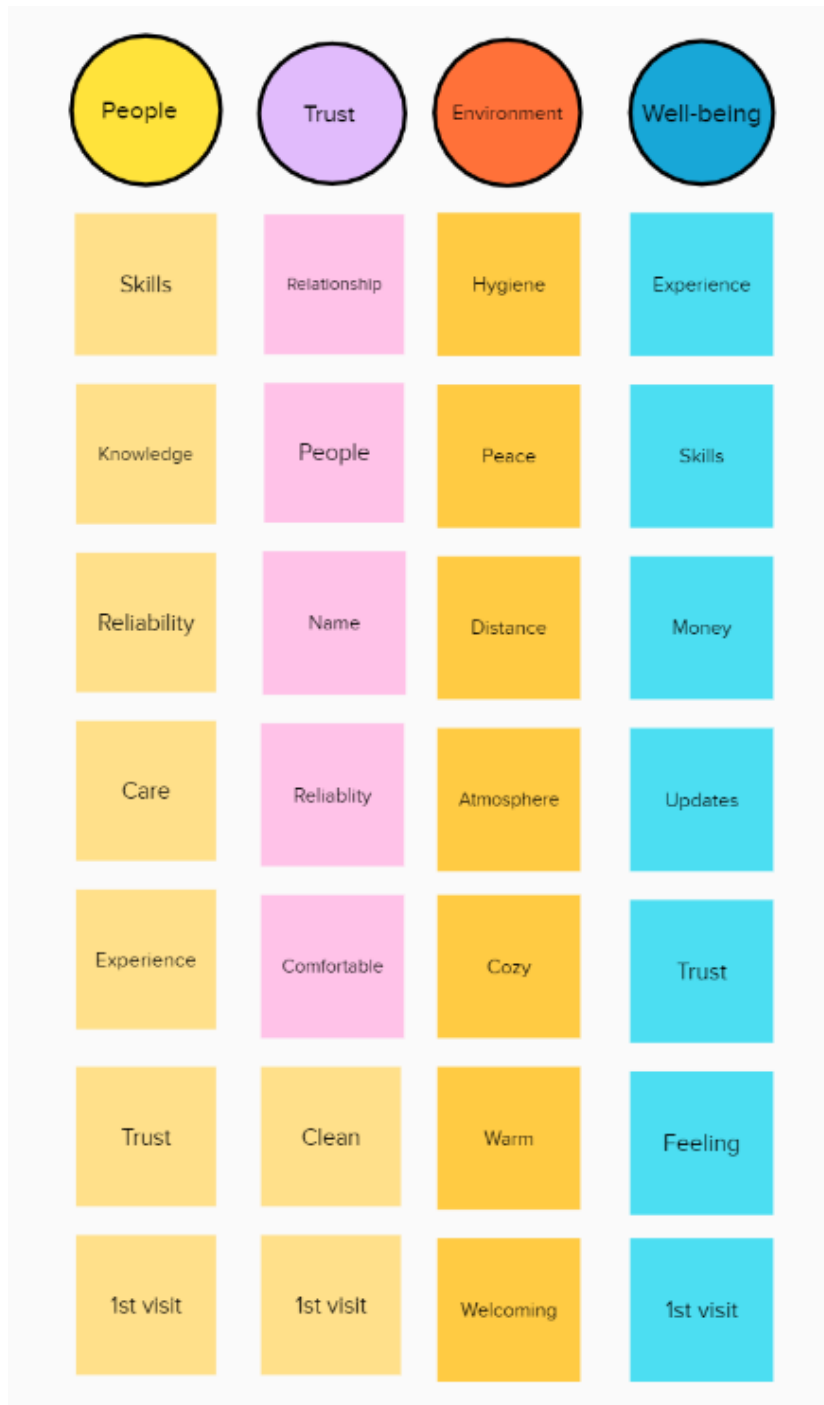 People
Trust
Environment
Well-being
Skills
Relationship
Hygiene
Experience
Knowledge
People
Peace
Skills
Reliability
Name
Distance
Money
Care
Reliablity
Atmosphere
Updates
Experience
Comfortable
Cozy
Trust
Trust
Clean
Warm
Feeling
1st visit
1st visit
Welcoming
1st visit